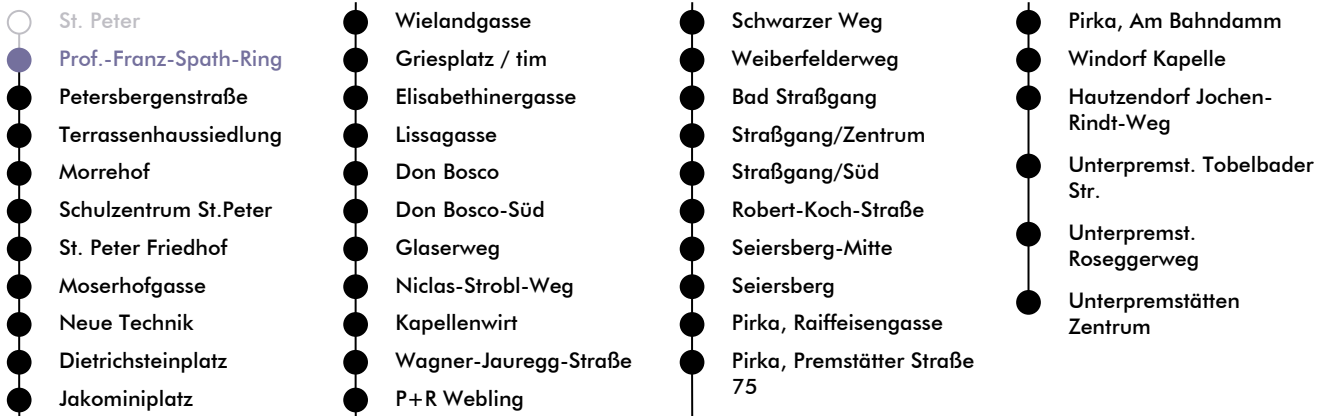 St. Peter
Prof.-Franz-Spath-Ring
Petersbergenstraße
Terrassenhaussiedlung
Morrehof
Schulzentrum St.Peter
St. Peter Friedhof
Moserhofgasse
Neue Technik
Dietrichsteinplatz
Jakominiplatz
Wielandgasse
Griesplatz / tim
Elisabethinergasse
Lissagasse
Don Bosco
Don Bosco-Süd
Glaserweg
Niclas-Strobl-Weg
Kapellenwirt
Wagner-Jauregg-Straße
P+R Webling
Schwarzer Weg
Weiberfelderweg
Bad Straßgang
Straßgang/Zentrum
Straßgang/Süd
Robert-Koch-Straße
Seiersberg-Mitte
Seiersberg
Pirka, Raiffeisengasse
Pirka, Premstätter Straße
75
Pirka, Am Bahndamm
Windorf Kapelle
Hautzendorf Jochen-
Rindt-Weg
Unterpremst. Tobelbader
Str.
Unterpremst.
Roseggerweg
Unterpremstätten
Zentrum